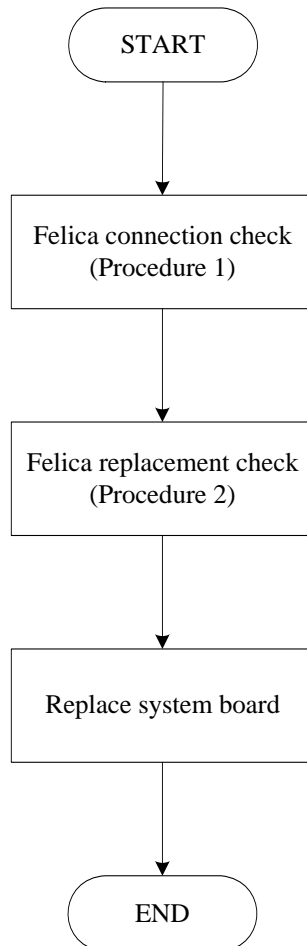 START
Felica connection check
(Procedure 1)
Felica replacement check
(Procedure 2)
Replace system board
END